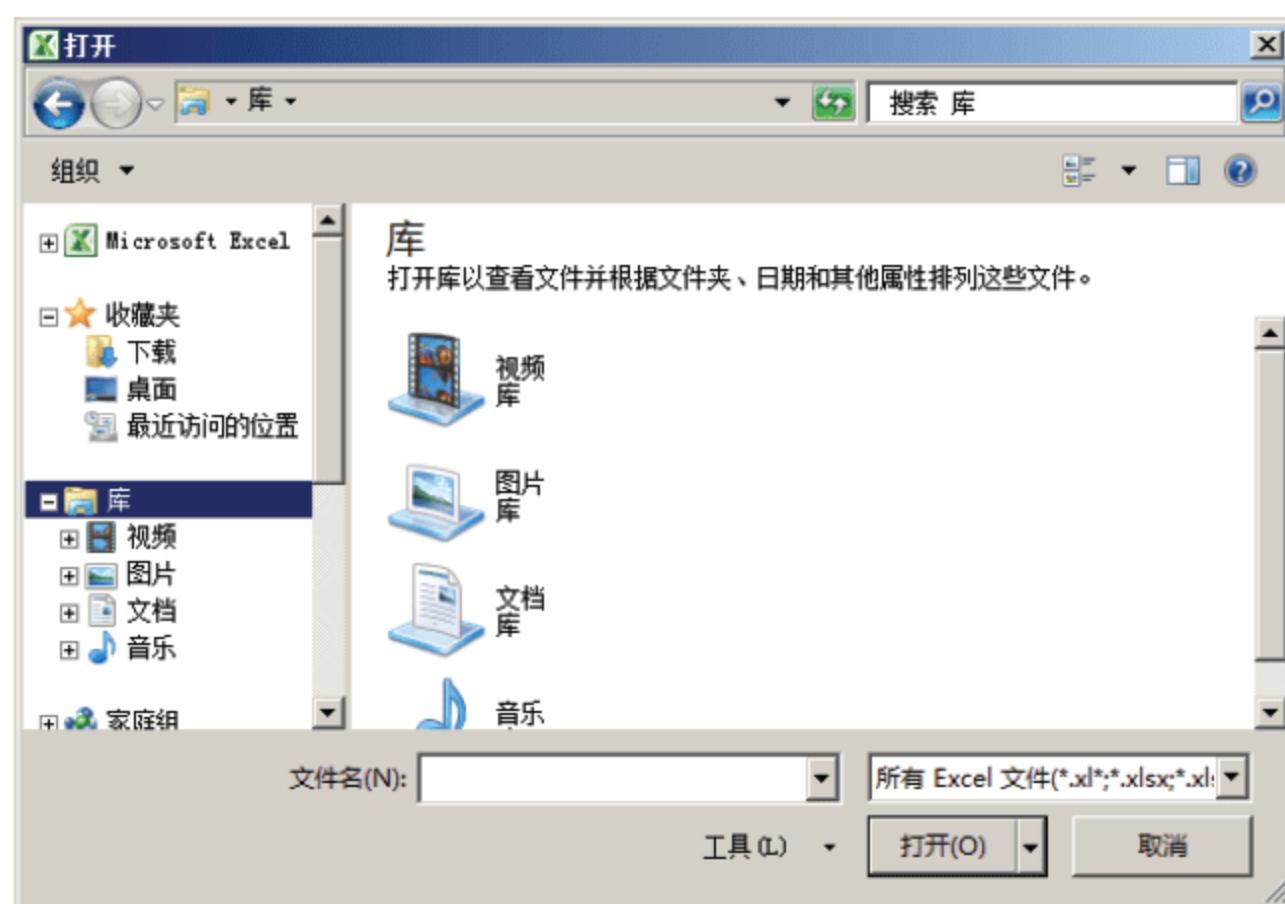 打开
库
搜索 库
组织
Microsoft Excel
收藏夹
下载
桌面
最近访问的位置
库
视频
图片
文档
音乐
家庭组
库
打开库以查看文件并根据文件夹、日期和其他属性排列这些文件。
视频
库
图片
库
文档
库
音乐
文件名(N):
所有 Excel 文件(*.xl*;*.xlsx;*.xl
工具(L)
打开(O)
取消